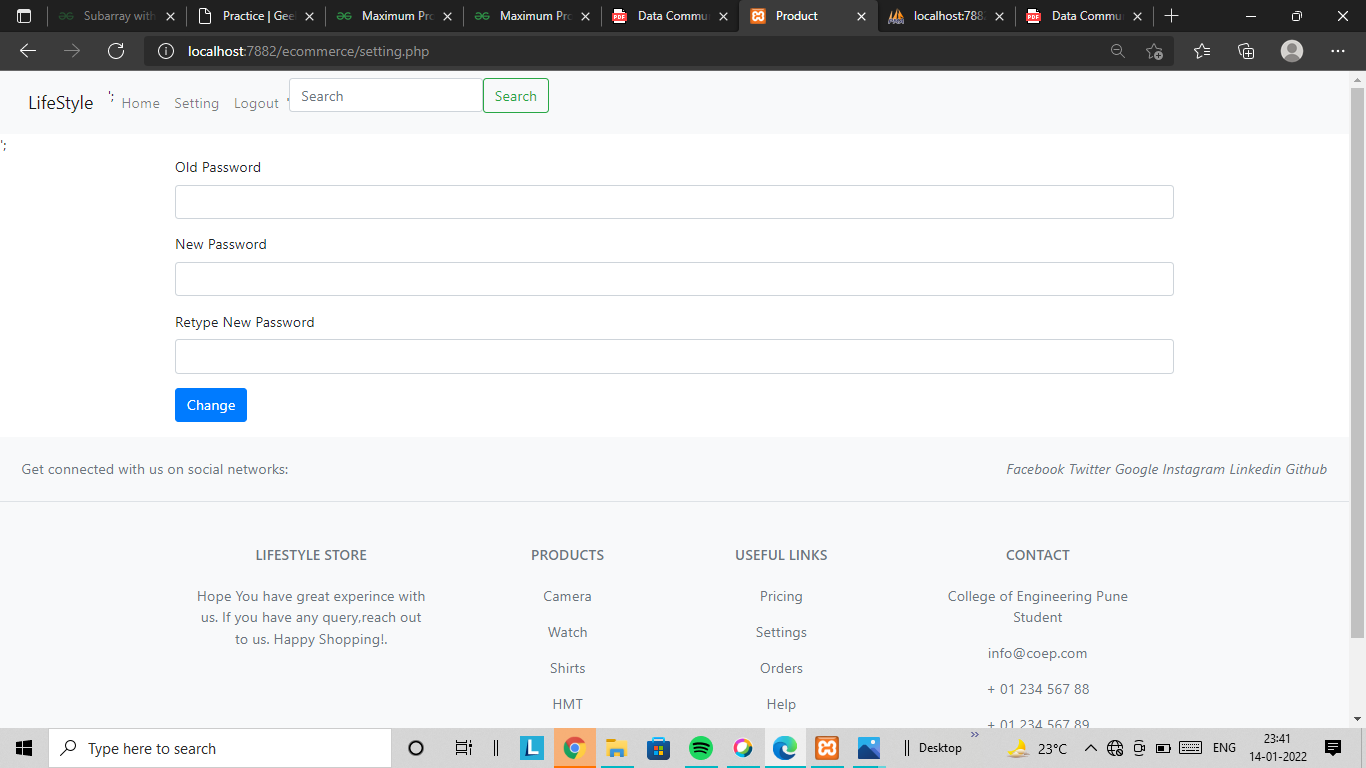 Subarray with
Practice | Gee
Maximum Pro
Maximum Pro
Data Commu
Product
localhost:788
Data Commu
localhost:7882/ecommerce/setting.php
LifeStyle '; Home Setting Logout Search Search
';
Old Password
New Password
Retype New Password
Change
Get connected with us on social networks:
Facebook Twitter Google Instagram Linkedin Github
LIFESTYLE STORE
Hope You have great experince with
us. If you have any query,reach out
to us. Happy Shopping!.
PRODUCTS
Camera
Watch
Shirts
HMT
USEFUL LINKS
Pricing
Settings
Orders
Help
CONTACT
College of Engineering Pune
Student
info@coep.com
+ 01 234 567 88
+ 01 234 567 89
Type here to search
L
Desktop
23°C
ENG
23:41
14-01-2022